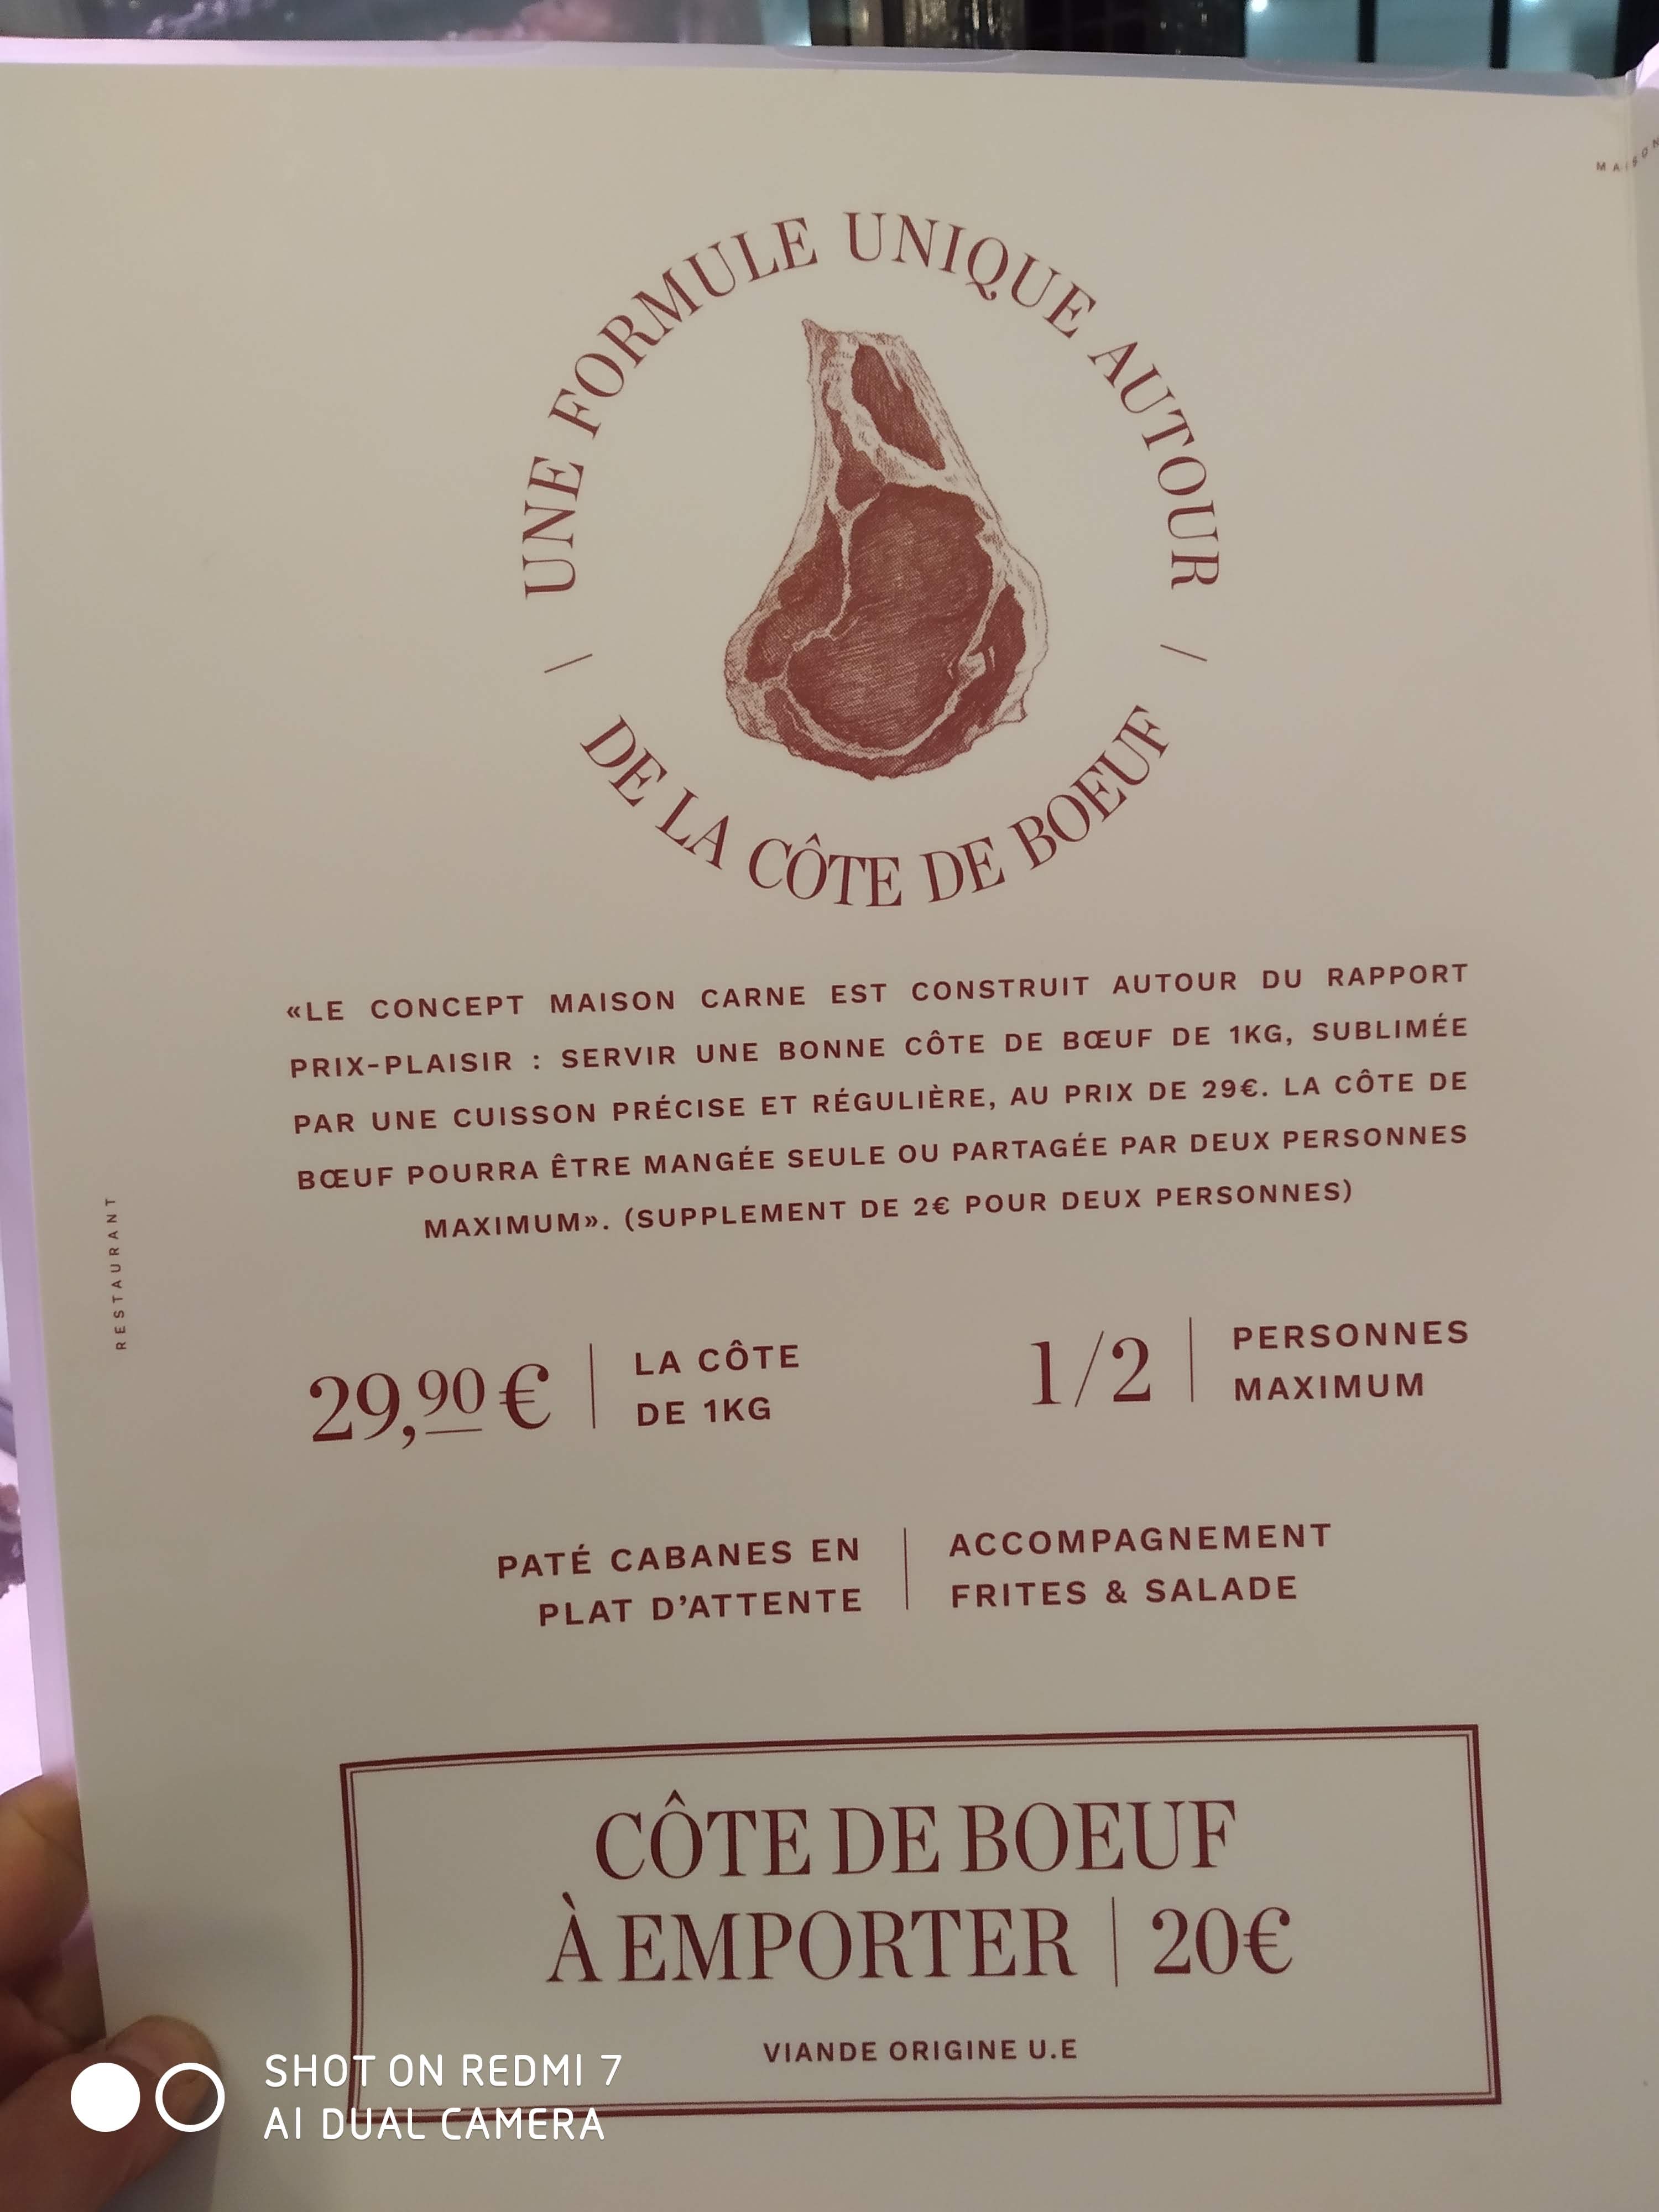 MAISON
UNE FORMULE UNIQUE AUTOUR
/ /
DE LA CÔTE DE BOEUF
«LE CONCEPT MAISON CARNE EST CONSTRUIT AUTOUR DU RAPPORT
PRIX-PLAISIR : SERVIR UNE BONNE CÔTE DE BŒUF DE 1KG, SUBLIMÉE
PAR UNE CUISSON PRÉCISE ET RÉGULIÈRE, AU PRIX DE 29€. LA CÔTE DE
BŒUF POURRA ÊTRE MANGÉE SEULE OU PARTAGÉE PAR DEUX PERSONNES
MAXIMUM». (SUPPLEMENT DE 2€ POUR DEUX PERSONNES)
RESTAURANT
29,90 €
LA CÔTE
DE 1KG
1/2
PERSONNES
MAXIMUM
PATÉ CABANES EN
PLAT D'ATTENTE
ACCOMPAGNEMENT
FRITES & SALADE
CÔTE DE BOEUF
À EMPORTER | 20€
VIANDE ORIGINE U.E
SHOT ON REDMI 7
AI DUAL CAMERA